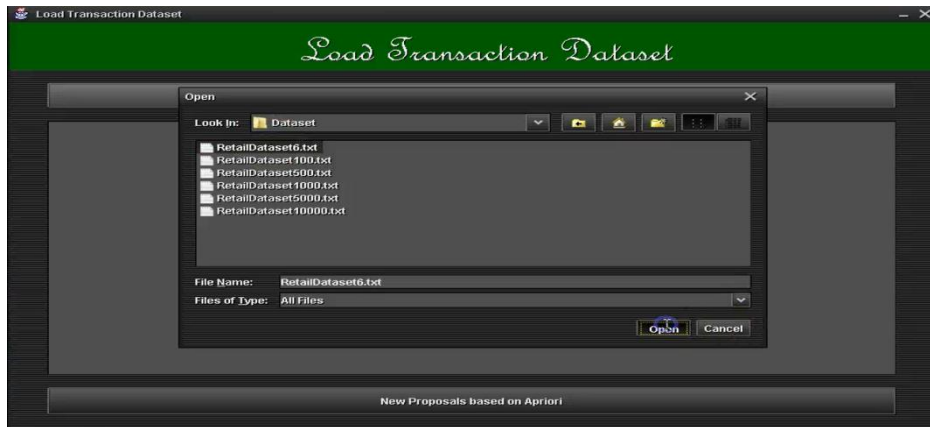 Load Transaction Dataset
Load Transaction Dataset
Open
Look In: Dataset
RetailDataset6.txt
RetailDataset100.txt
RetailDataset500.txt
RetailDataset1000.txt
RetailDataset5000.txt
RetailDataset10000.txt
File Name: RetailDataset6.txt
Files of Type: All Files
Open Cancel
New Proposals based on Apriori